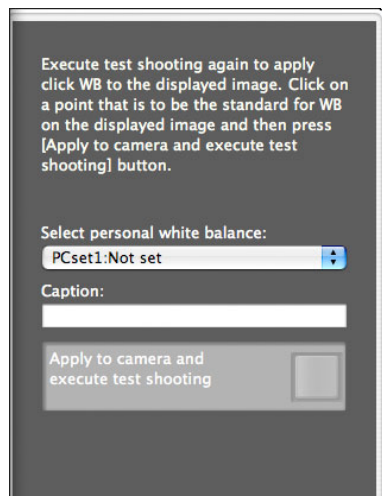 Execute test shooting again to apply
click WB to the displayed image. Click on
a point that is to be the standard for WB
on the displayed image and then press
[Apply to camera and execute test
shooting] button.
Select personal white balance:
PCset1:Not set
Caption:
Apply to camera and
execute test shooting